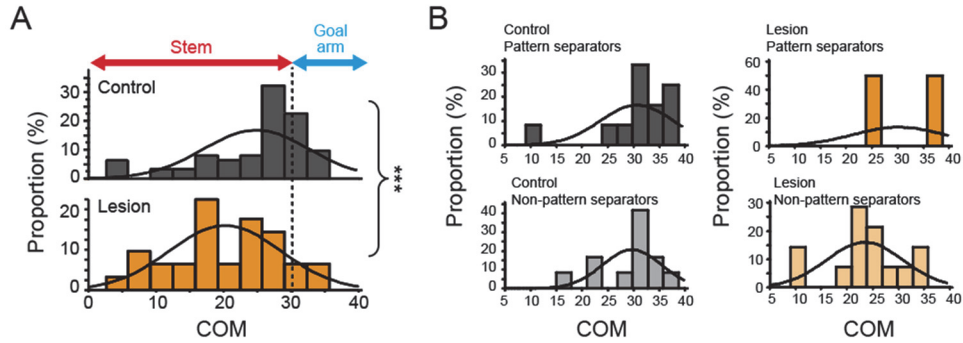 A
Stem
Goal
arm
Control
30
20
10
0
Proportion (%)
***
Lesion
20
10
0
0 10 20 30 40
COM
B
Control
Pattern separators
35
20
10
0
5 10 15 20 25 30 35 40
Lesion
Pattern separators
60
40
20
0
5 10 15 20 25 30 35 40
Proportion (%)
Proportion (%)
Control
Non-pattern separators
40
30
20
10
0
5 10 15 20 25 30 35 40
COM
Lesion
Non-pattern separators
30
20
10
0
5 10 15 20 25 30 35 40
COM